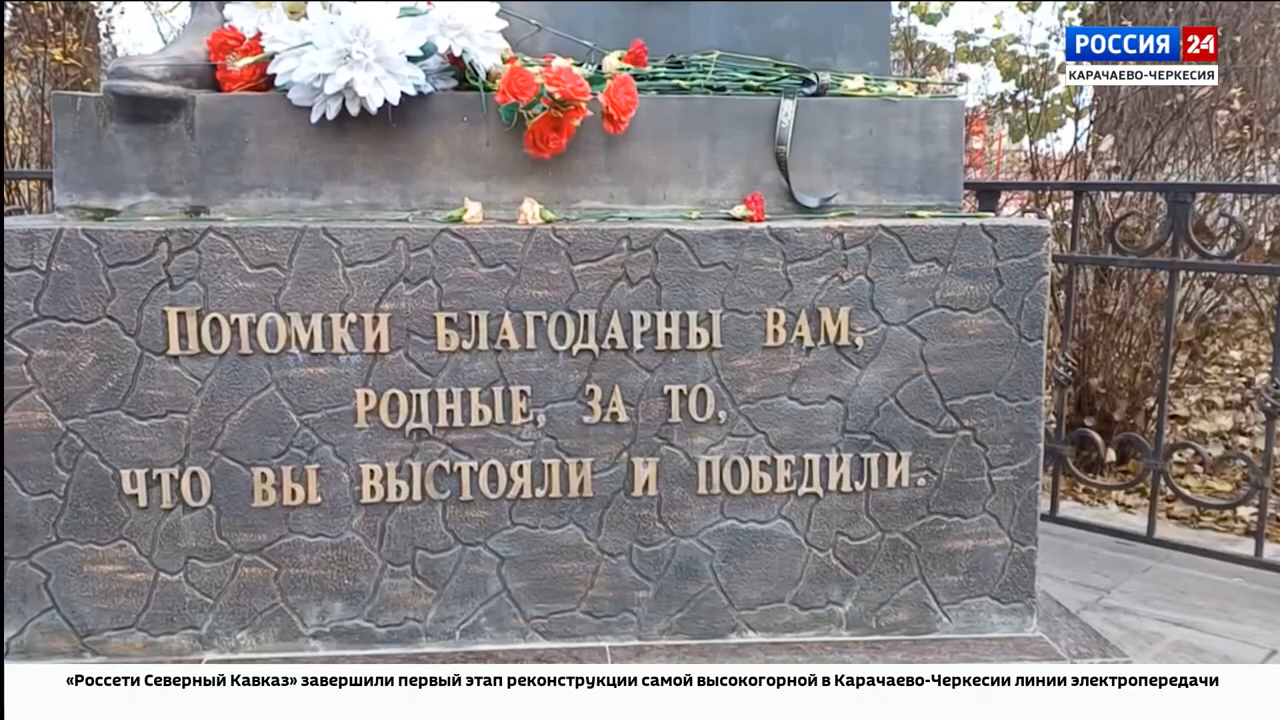 РОССИЯ 24
КАРАЧАЕВО-ЧЕРКЕСИЯ
ПОТОМКИ БЛАГОДАРНЫ ВАМ,
РОДНЫЕ, ЗА ТО,
ЧТО ВЫ ВЫСТОЯЛИ И ПОБЕДИЛИ.
«Россети Северный Кавказ» завершили первый этап реконструкции самой высокогорной в Карачаево-Черкесии линии электропередачи